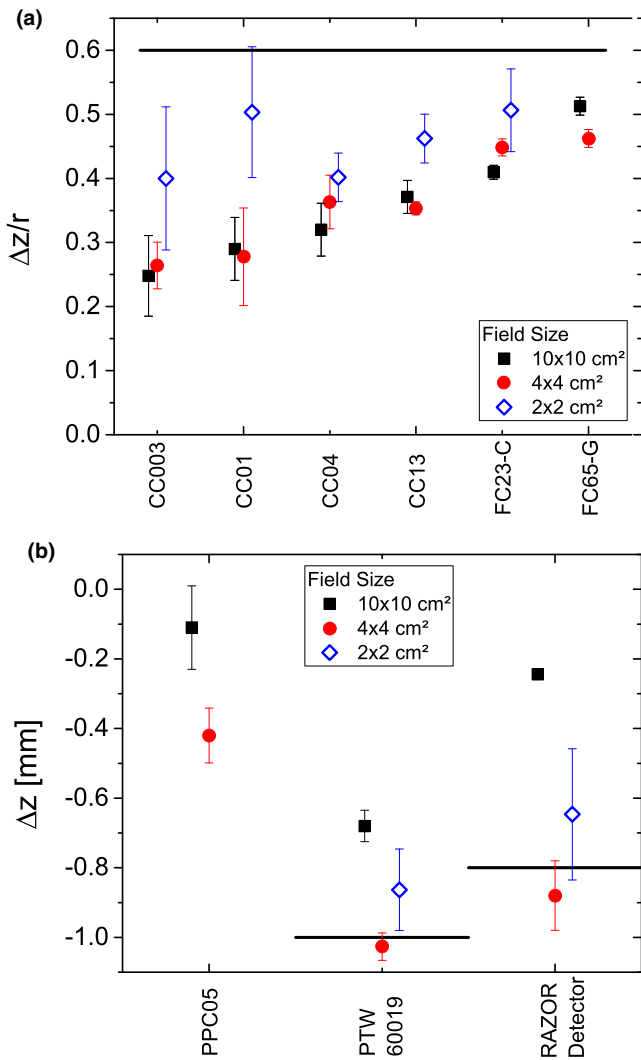 (a)
0.6
0.5
0.4
0.3
0.2
0.1
0.0
Δz/r
Field Size
10x10 cm²
4x4 cm²
2x2 cm²
CC003
CC01
CC04
CC13
FC23-C
FC65-G
(b)
0.0
-0.2
-0.4
-0.6
-0.8
-1.0
Δz [mm]
Field Size
10x10 cm²
4x4 cm²
2x2 cm²
PPC05
PTW
60019
RAZOR
Detector